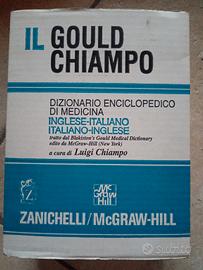 IL GOULD
CHIAMPO
DIZIONARIO ENCICLOPEDICO
DI MEDICINA
INGLESE-ITALIANO
ITALIANO-INGLESE
tratto dal Blakiston's Gould Medical Dictionary
edito da McGraw-Hill (New York)
a cura di Luigi Chiampo
Z
Mc
Graw
Hill
ZANICHELLI/McGRAW-HILL
subito